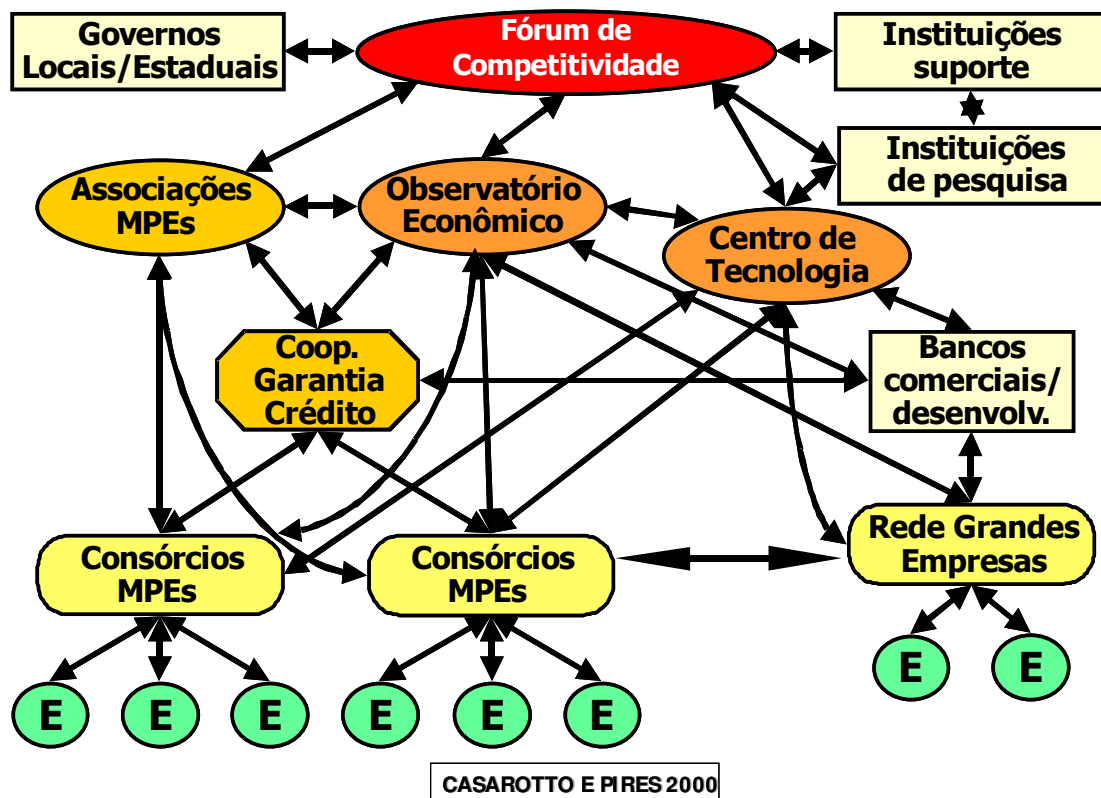 Governos
Locais/Estaduais
Fórum de
Competitividade
Instituições
suporte
Instituições
de pesquisa
Associações
MPEs
Observatório
Econômico
Centro de
Tecnologia
Coop.
Garantia
Crédito
Bancos
comerciais/
desenvolv.
Consórcios
MPEs
Consórcios
MPEs
Rede Grandes
Empresas
E
E
E
E
E
E
E
E
CASAROTTO E PIRES 2000